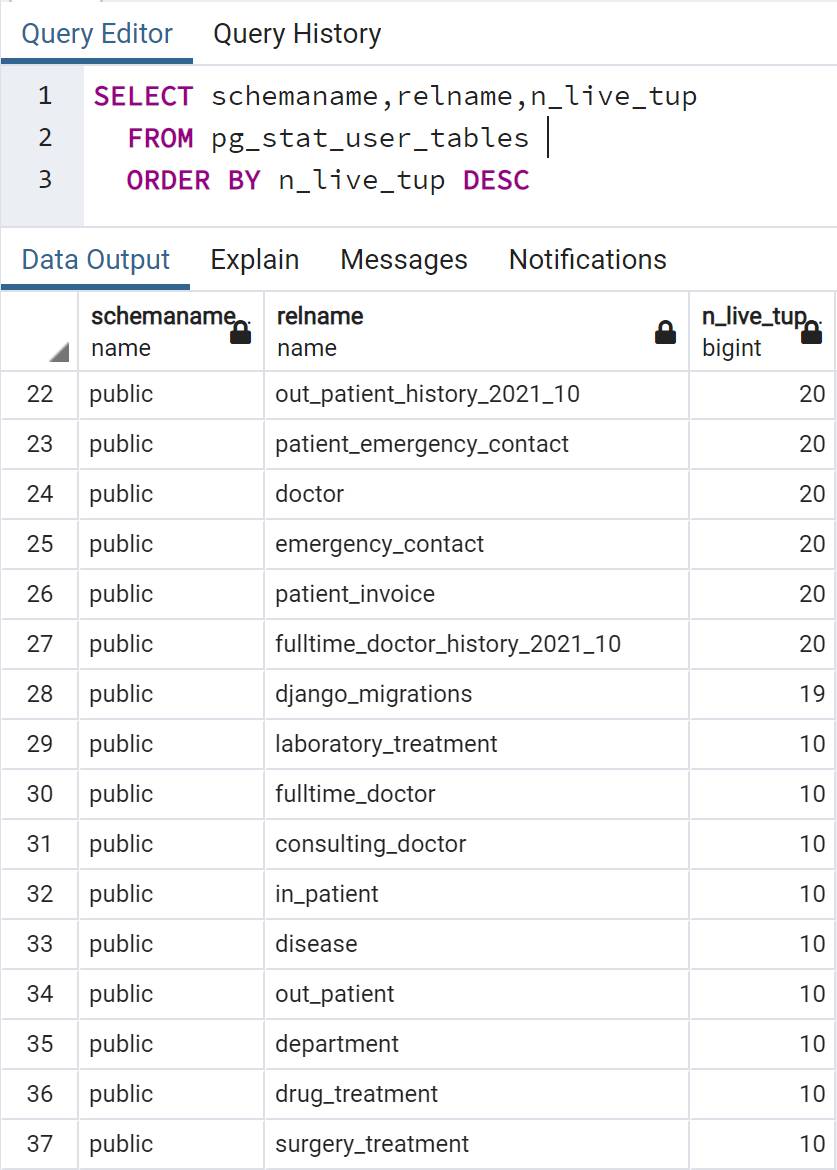 Query Editor Query History
1 SELECT schemaname,relname,n_live_tup
2 FROM pg_stat_user_tables
3 ORDER BY n_live_tup DESC
Data Output Explain Messages Notifications
schemaname relname n_live_tup
name name bigint
22 public out_patient_history_2021_10 20
23 public patient_emergency_contact 20
24 public doctor 20
25 public emergency_contact 20
26 public patient_invoice 20
27 public fulltime_doctor_history_2021_10 20
28 public django_migrations 19
29 public laboratory_treatment 10
30 public fulltime_doctor 10
31 public consulting_doctor 10
32 public in_patient 10
33 public disease 10
34 public out_patient 10
35 public department 10
36 public drug_treatment 10
37 public surgery_treatment 10